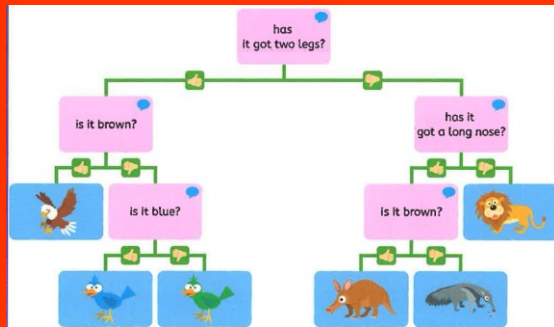 has
it got two legs?
is it brown?
has it
got a long nose?
is it blue?
is it brown?